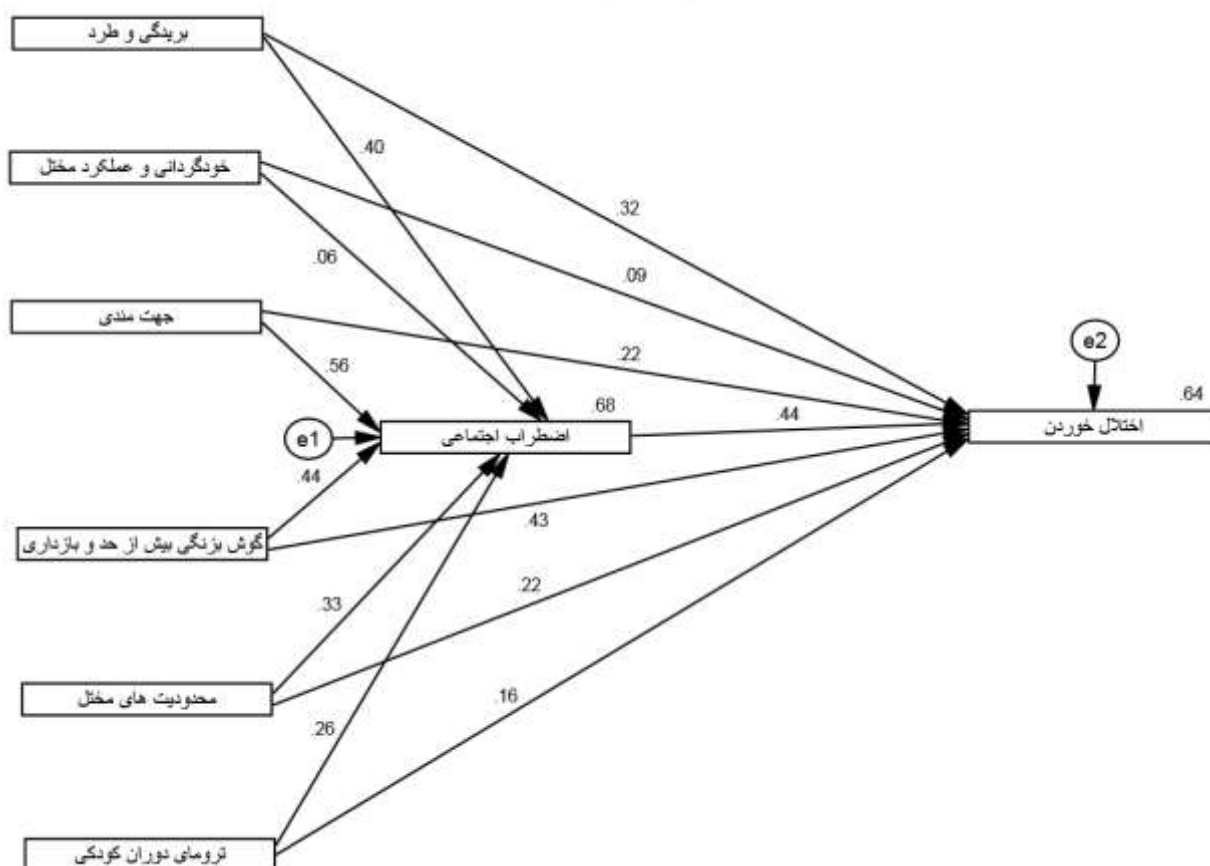 بریدگی و طرد
.40
خودگردانی و عملکرد مختل
.32
.06
.09
جهت مندی
.56
.22
e2
.68
.44
.64
e1
اضطراب اجتماعی
اختلال خوردن
.44
گوش بزنگی بیش از حد و بازداری
.43
.33
.22
محدودیت های مختل
.26
.16
ترومای دوران کودکی